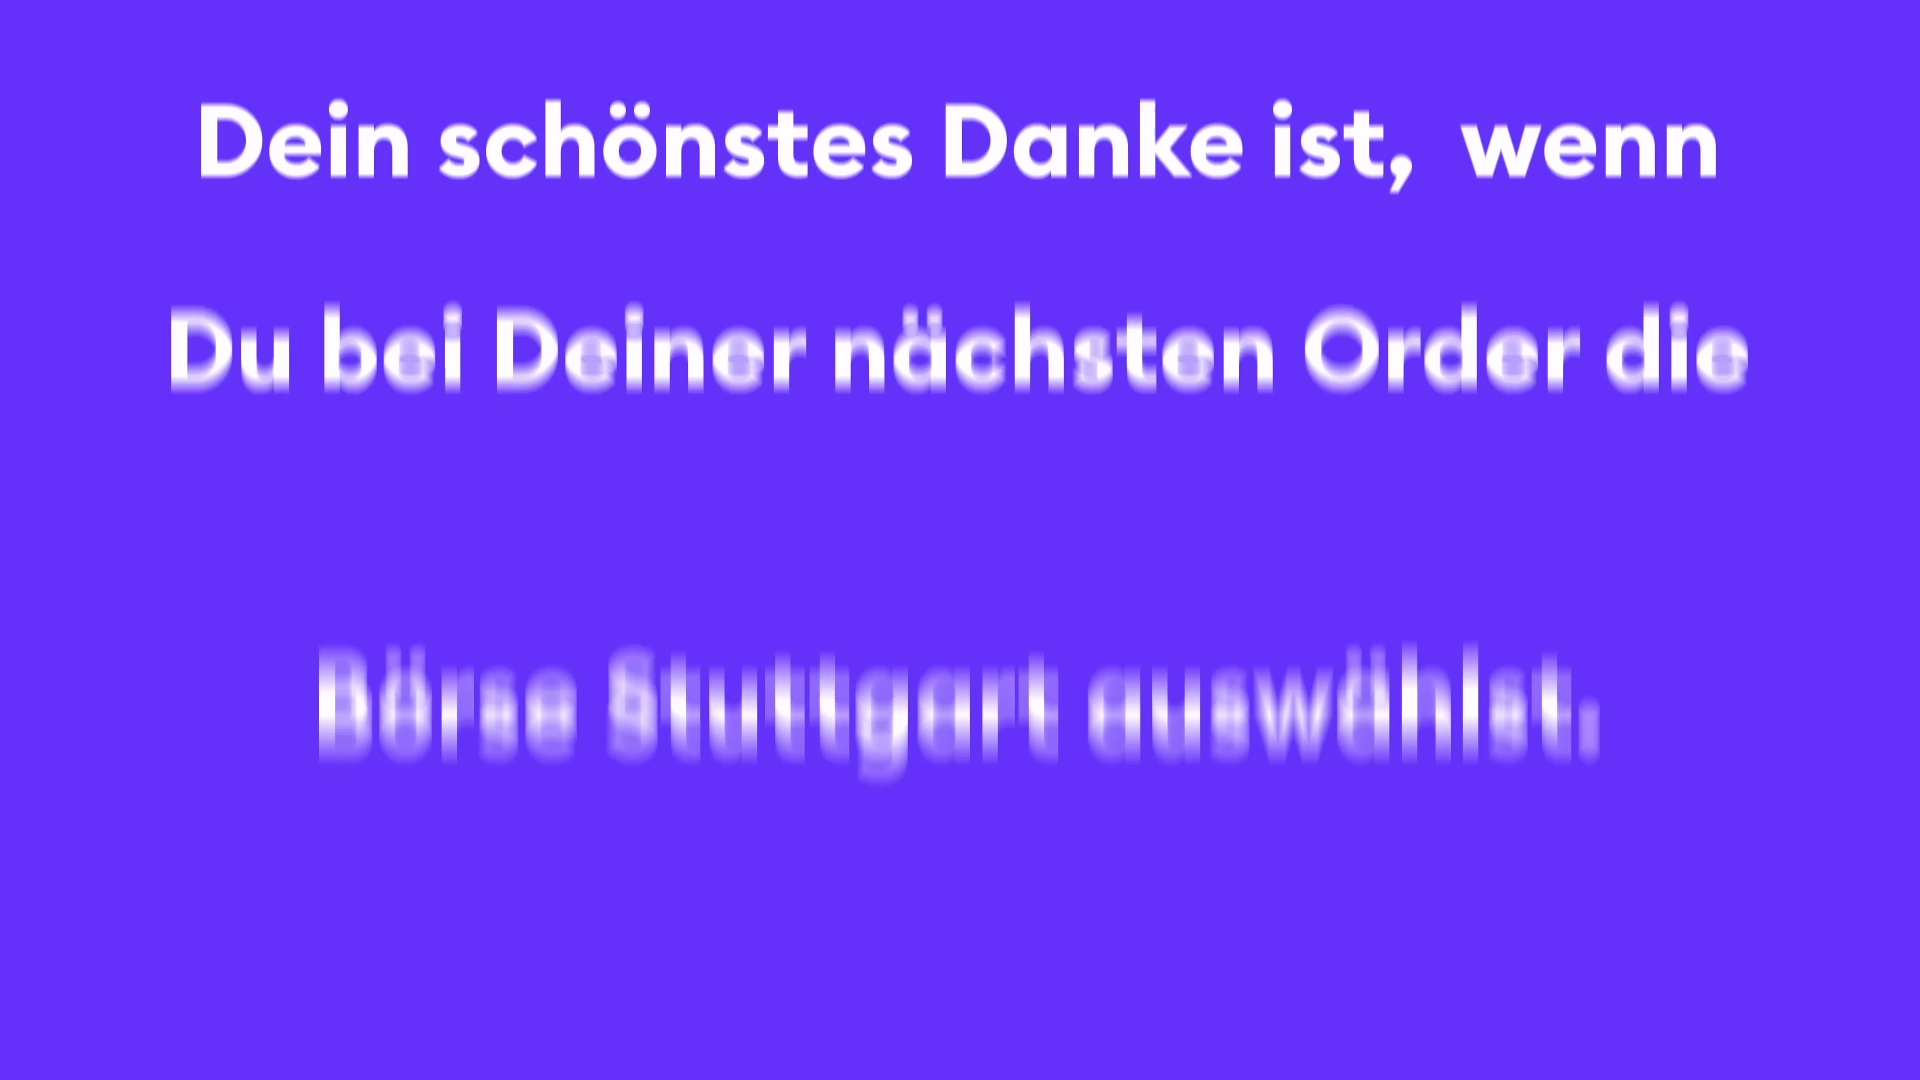 Dein schönstes Danke ist, wenn
Du bei Deiner nächsten Order die
Börse Stuttgart auswählst.